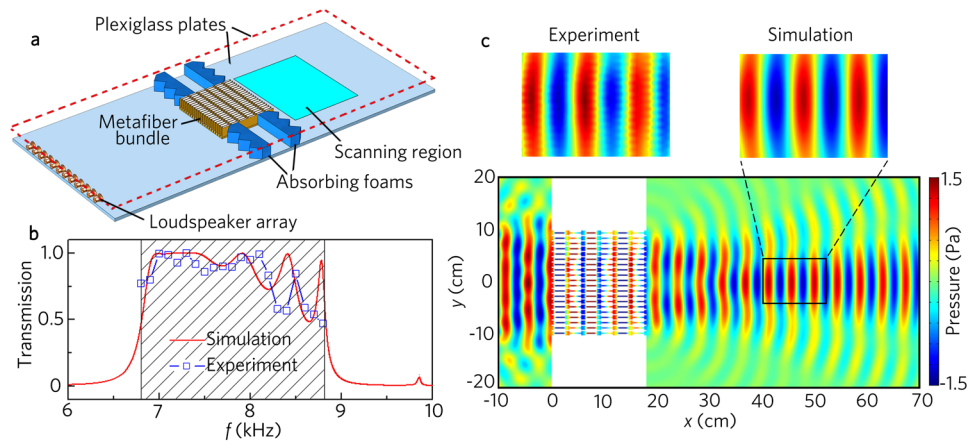 a
Plexiglass plates
Metafiber
bundle
Scanning region
Absorbing foams
Loudspeaker array
b
1.0
0.5
0
Transmission
Simulation
Experiment
6 7 8 9 10
f (kHz)
c
Experiment
Simulation
20
10
0
-10
-20
y (cm)
-10 0 10 20 30 40 50 60 70
x (cm)
1.5
Pressure (Pa)
-1.5